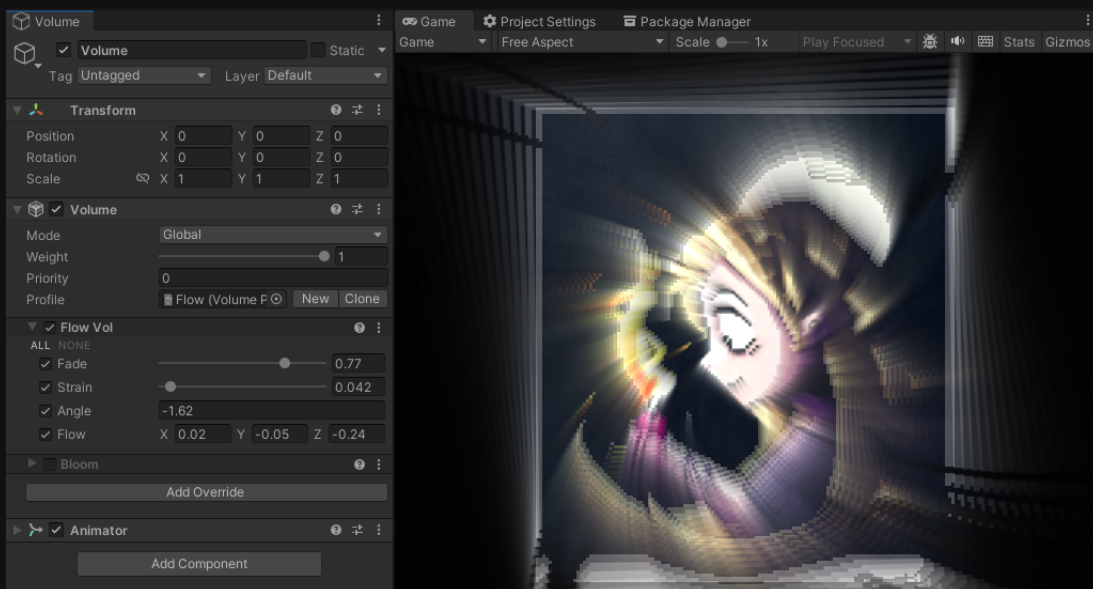 Volume
Game Project Settings Package Manager
Game Free Aspect Scale 1x Play Focused Stats Gizmos
Volume Static
Tag Untagged Layer Default
Transform
Position X 0 Y 0 Z 0
Rotation X 0 Y 0 Z 0
Scale X 1 Y 1 Z 1
Volume
Mode Global
Weight 1
Priority 0
Profile Flow (Volume P New Clone
Flow Vol
ALL NONE
Fade 0.77
Strain 0.042
Angle -1.62
Flow X 0.02 Y -0.05 Z -0.24
Bloom
Add Override
Animator
Add Component